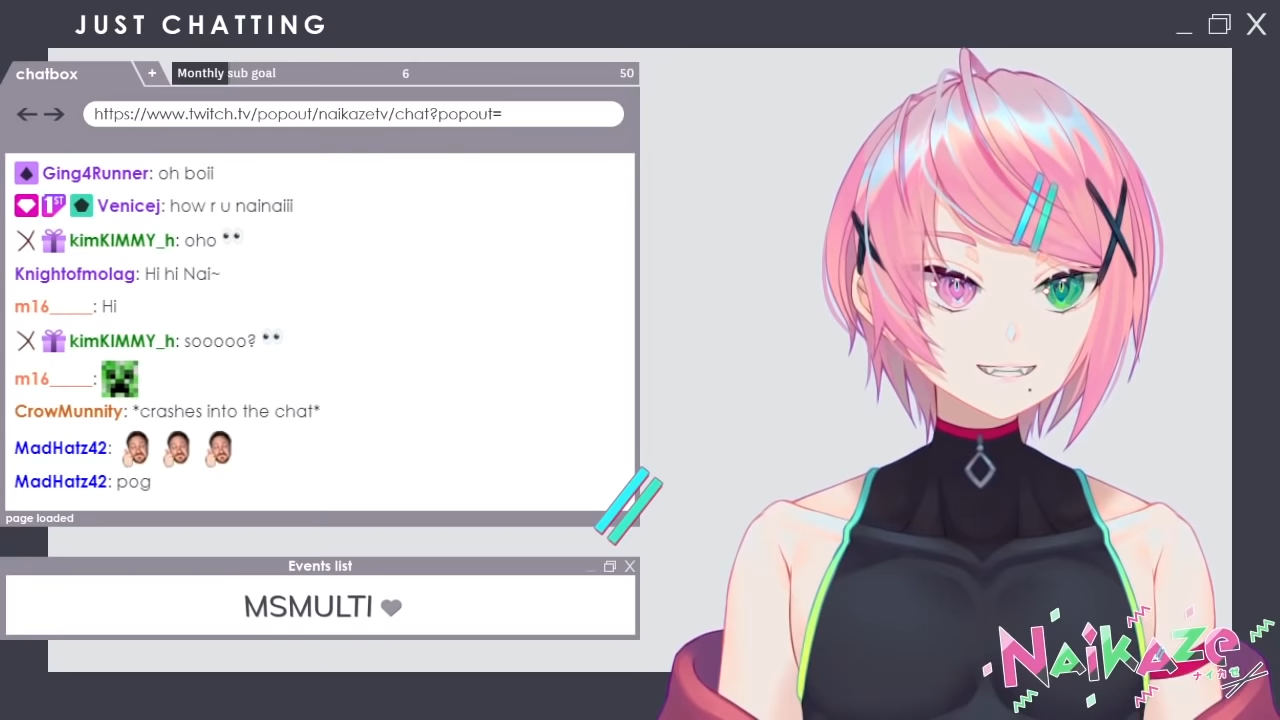 JUST CHATTING
chatbox
+
Monthly sub goal 6 50
https://www.twitch.tv/popout/naikazetv/chat?popout=
Ging4Runner: oh boii
1ST Venicej: how r u nainaiii
kimKIMMY_h: oho 👀
Knightofmolag: Hi hi Nai~
m16_____: Hi
kimKIMMY_h: sooooo? 👀
m16_____:
CrowMunnity: *crashes into the chat*
MadHatz42:
MadHatz42: pog
page loaded
Events list
MSMULTI
Naikaze
ナイカゼ